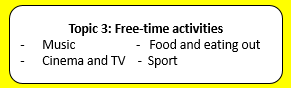 Topic 3: Free-time activities
- Music - Food and eating out
- Cinema and TV - Sport